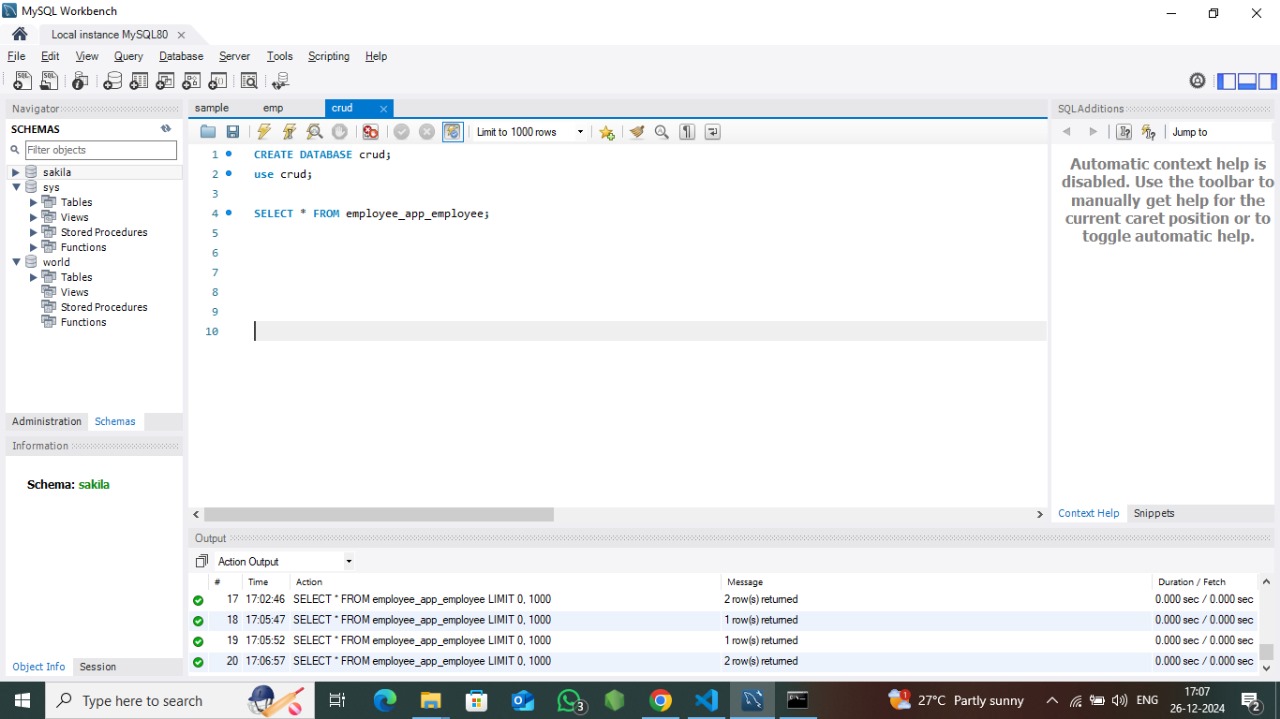 MySQL Workbench
Local instance MySQL80
File Edit View Query Database Server Tools Scripting Help
Navigator
SCHEMAS
Filter objects
sakila
sys
Tables
Views
Stored Procedures
Functions
world
Tables
Views
Stored Procedures
Functions
Administration Schemas
Information
Schema: sakila
Object Info Session
sample emp crud
Limit to 1000 rows
1 CREATE DATABASE crud;
2 use crud;
3
4 SELECT * FROM employee_app_employee;
5
6
7
8
9
10
SQLAdditions
Jump to
Automatic context help is
disabled. Use the toolbar to
manually get help for the
current caret position or to
toggle automatic help.
Context Help Snippets
Output
Action Output
# Time Action Message Duration / Fetch
17 17:02:46 SELECT * FROM employee_app_employee LIMIT 0, 1000 2 row(s) returned 0.000 sec / 0.000 sec
18 17:05:47 SELECT * FROM employee_app_employee LIMIT 0, 1000 1 row(s) returned 0.000 sec / 0.000 sec
19 17:05:52 SELECT * FROM employee_app_employee LIMIT 0, 1000 1 row(s) returned 0.000 sec / 0.000 sec
20 17:06:57 SELECT * FROM employee_app_employee LIMIT 0, 1000 2 row(s) returned 0.000 sec / 0.000 sec
Type here to search
3
1
27°C Partly sunny
ENG
17:07
26-12-2024
2